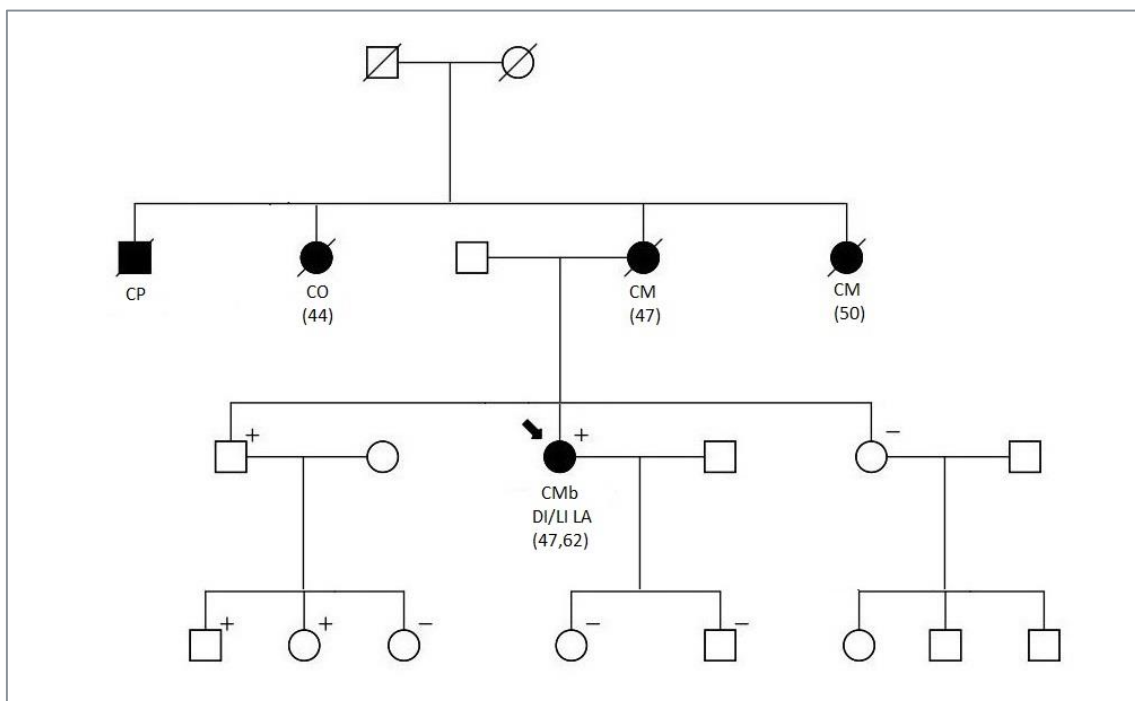 CP
CO
(44)
CM
(47)
CM
(50)
+
+
−
CMb
DI/LI LA
(47,62)
+
+
−
−
−